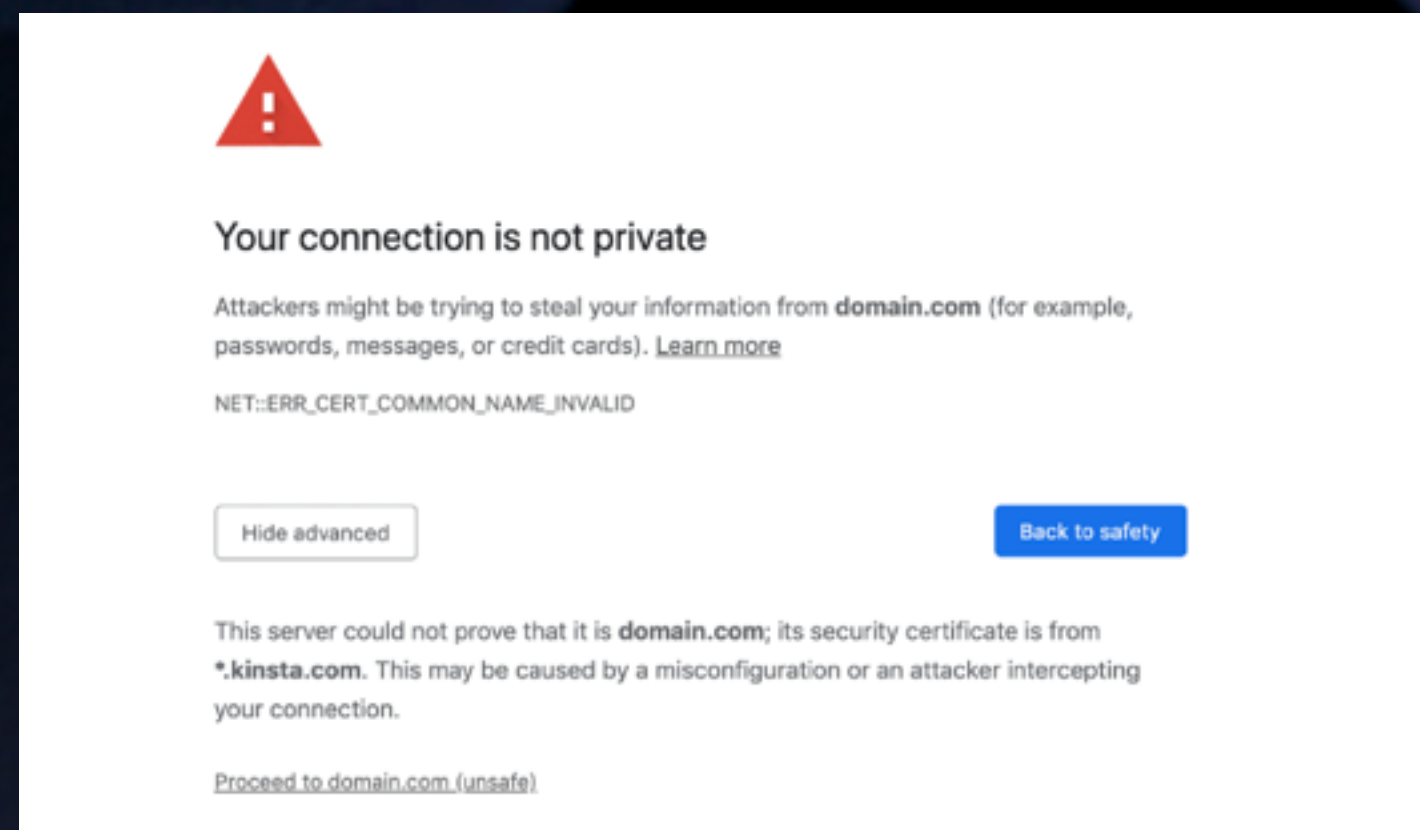 Your connection is not private
Attackers might be trying to steal your information from domain.com (for example,
passwords, messages, or credit cards). Learn more
NET::ERR_CERT_COMMON_NAME_INVALID
Hide advanced
Back to safety
This server could not prove that it is domain.com; its security certificate is from
*.kinsta.com. This may be caused by a misconfiguration or an attacker intercepting
your connection.
Proceed to domain.com (unsafe)